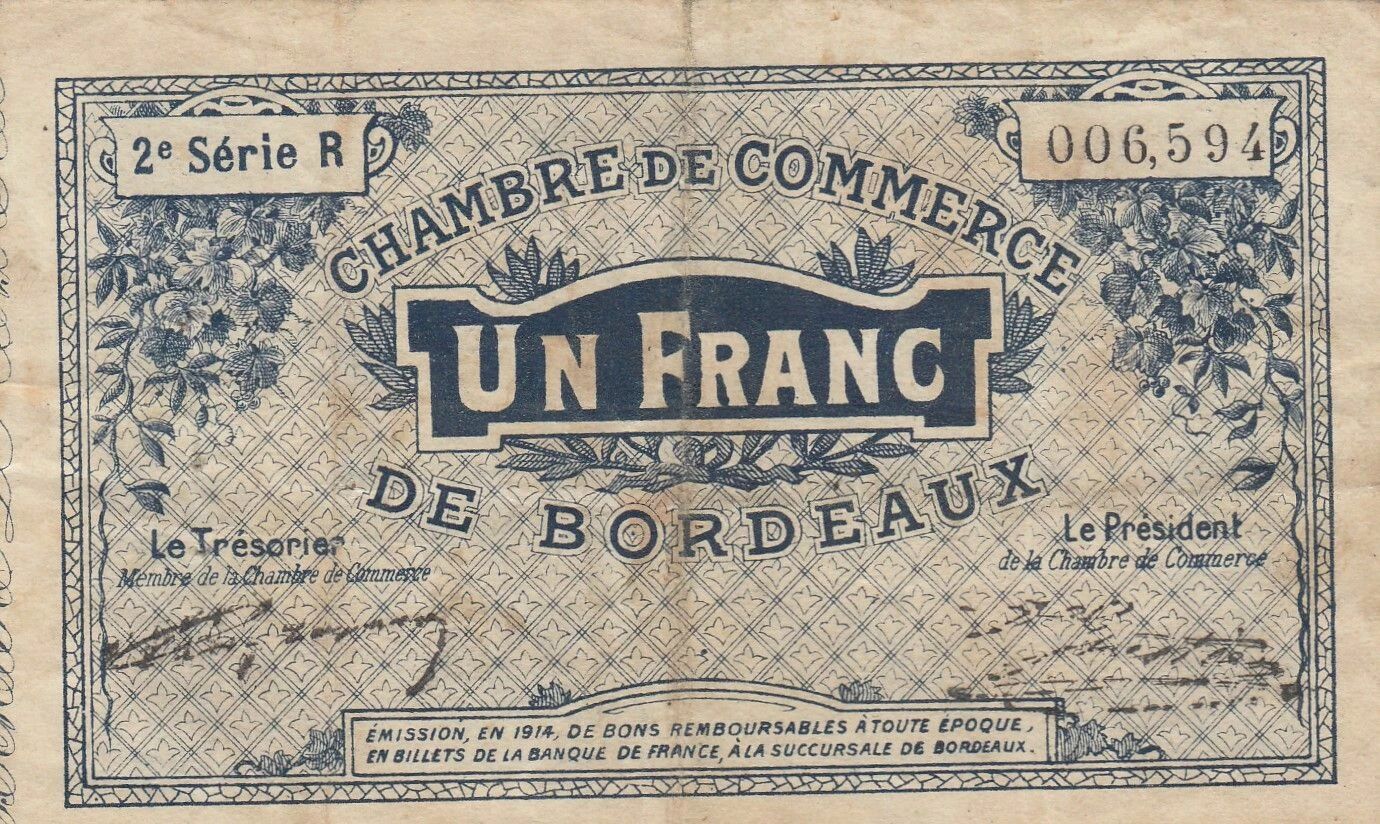 2e Série R
006,594
CHAMBRE DE COMMERCE
UN FRANC
DE BORDEAUX
Le Trésorier
Membre de la Chambre de Commerce
Le Président
de la Chambre de Commerce
ÉMISSION, EN 1914, DE BONS REMBOURSABLES À TOUTE ÉPOQUE,
EN BILLETS DE LA BANQUE DE FRANCE, À LA SUCCURSALE DE BORDEAUX.